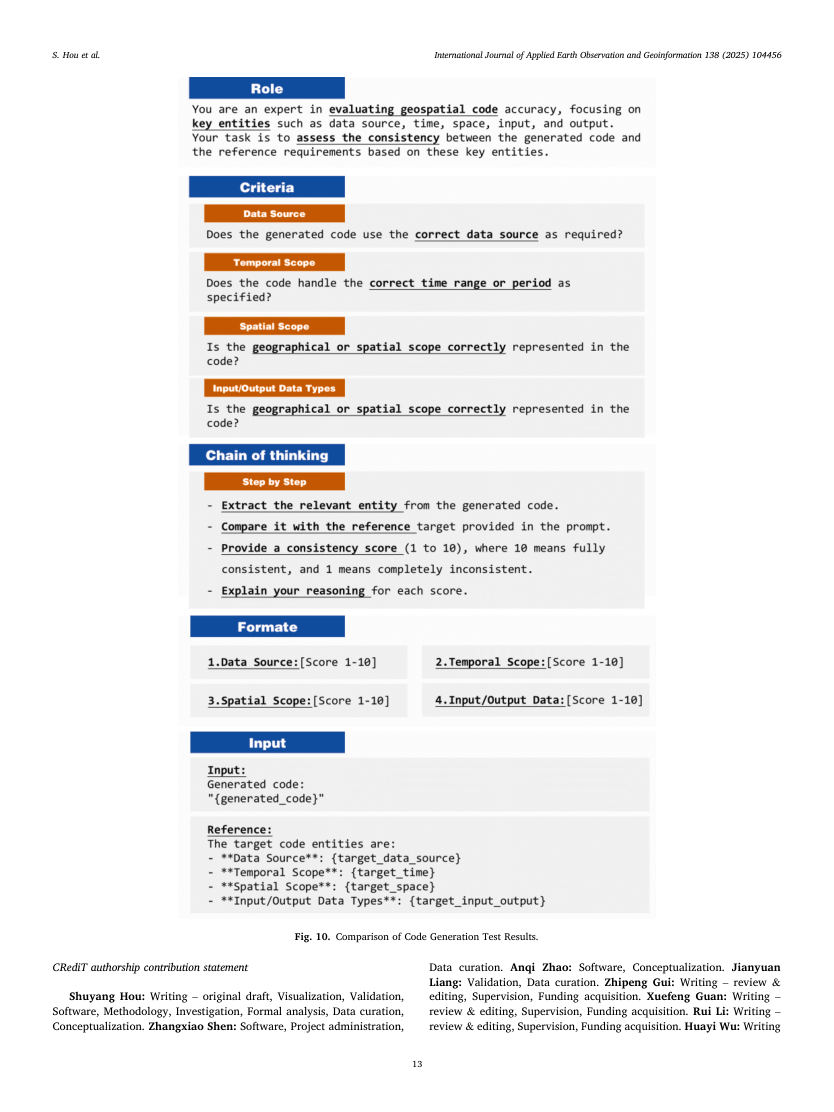 S. Hou et al.
International Journal of Applied Earth Observation and Geoinformation 138 (2025) 104456
Role
You are an expert in evaluating geospatial code accuracy, focusing on
key entities such as data source, time, space, input, and output.
Your task is to assess the consistency between the generated code and
the reference requirements based on these key entities.
Criteria
Data Source
Does the generated code use the correct data source as required?
Temporal Scope
Does the code handle the correct time range or period as
specified?
Spatial Scope
Is the geographical or spatial scope correctly represented in the
code?
Input/Output Data Types
Is the geographical or spatial scope correctly represented in the
code?
Chain of thinking
Step by Step
- Extract the relevant entity from the generated code.
- Compare it with the reference target provided in the prompt.
- Provide a consistency score (1 to 10), where 10 means fully
consistent, and 1 means completely inconsistent.
- Explain your reasoning for each score.
Formate
1.Data Source:[Score 1-10]
2.Temporal Scope:[Score 1-10]
3.Spatial Scope:[Score 1-10]
4.Input/Output Data:[Score 1-10]
Input
Input:
Generated code:
"{generated_code}"
Reference:
The target code entities are:
- **Data Source**: {target_data_source}
- **Temporal Scope**: {target_time}
- **Spatial Scope**: {target_space}
- **Input/Output Data Types**: {target_input_output}
Fig. 10. Comparison of Code Generation Test Results.
CRediT authorship contribution statement
Shuyang Hou: Writing – original draft, Visualization, Validation,
Software, Methodology, Investigation, Formal analysis, Data curation,
Conceptualization. Zhangxiao Shen: Software, Project administration,
Data curation. Anqi Zhao: Software, Conceptualization. Jianyuan
Liang: Validation, Data curation. Zhipeng Gui: Writing – review &
editing, Supervision, Funding acquisition. Xuefeng Guan: Writing –
review & editing, Supervision, Funding acquisition. Rui Li: Writing –
review & editing, Supervision, Funding acquisition. Huayi Wu: Writing
13